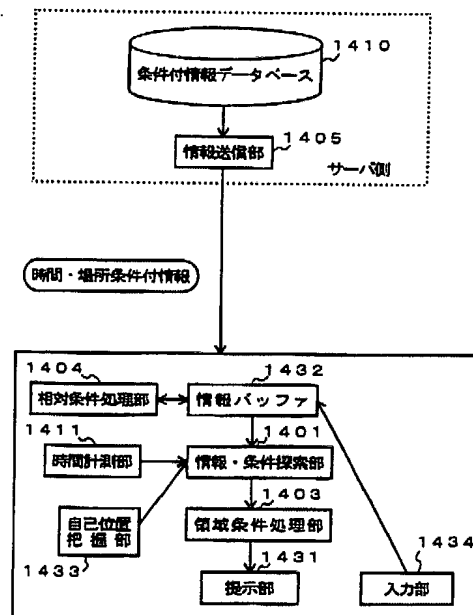 1410
条件付情報データベース
1405
情報送信部
サーバ側
時間・場所条件付情報
1404
1432
相対条件処理部
情報バッファ
1411
1401
時間計測部
情報・条件探索部
1403
自己位置
把握部
領域条件処理部
1433
1431
1434
提示部
入力部